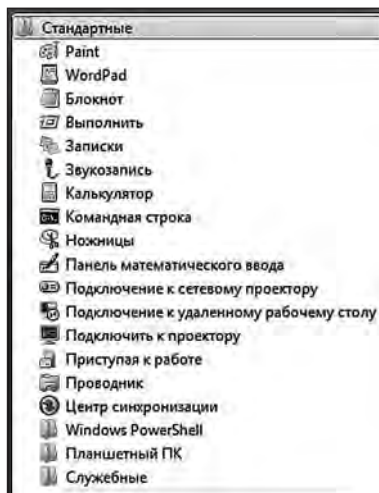 Стандартные
Paint
WordPad
Блокнот
Выполнить
Записки
Звукозапись
Калькулятор
Командная строка
Ножницы
Панель математического ввода
Подключение к сетевому проектору
Подключение к удаленному рабочему столу
Подключить к проектору
Приступая к работе
Проводник
Центр синхронизации
Windows PowerShell
Планшетный ПК
Служебные